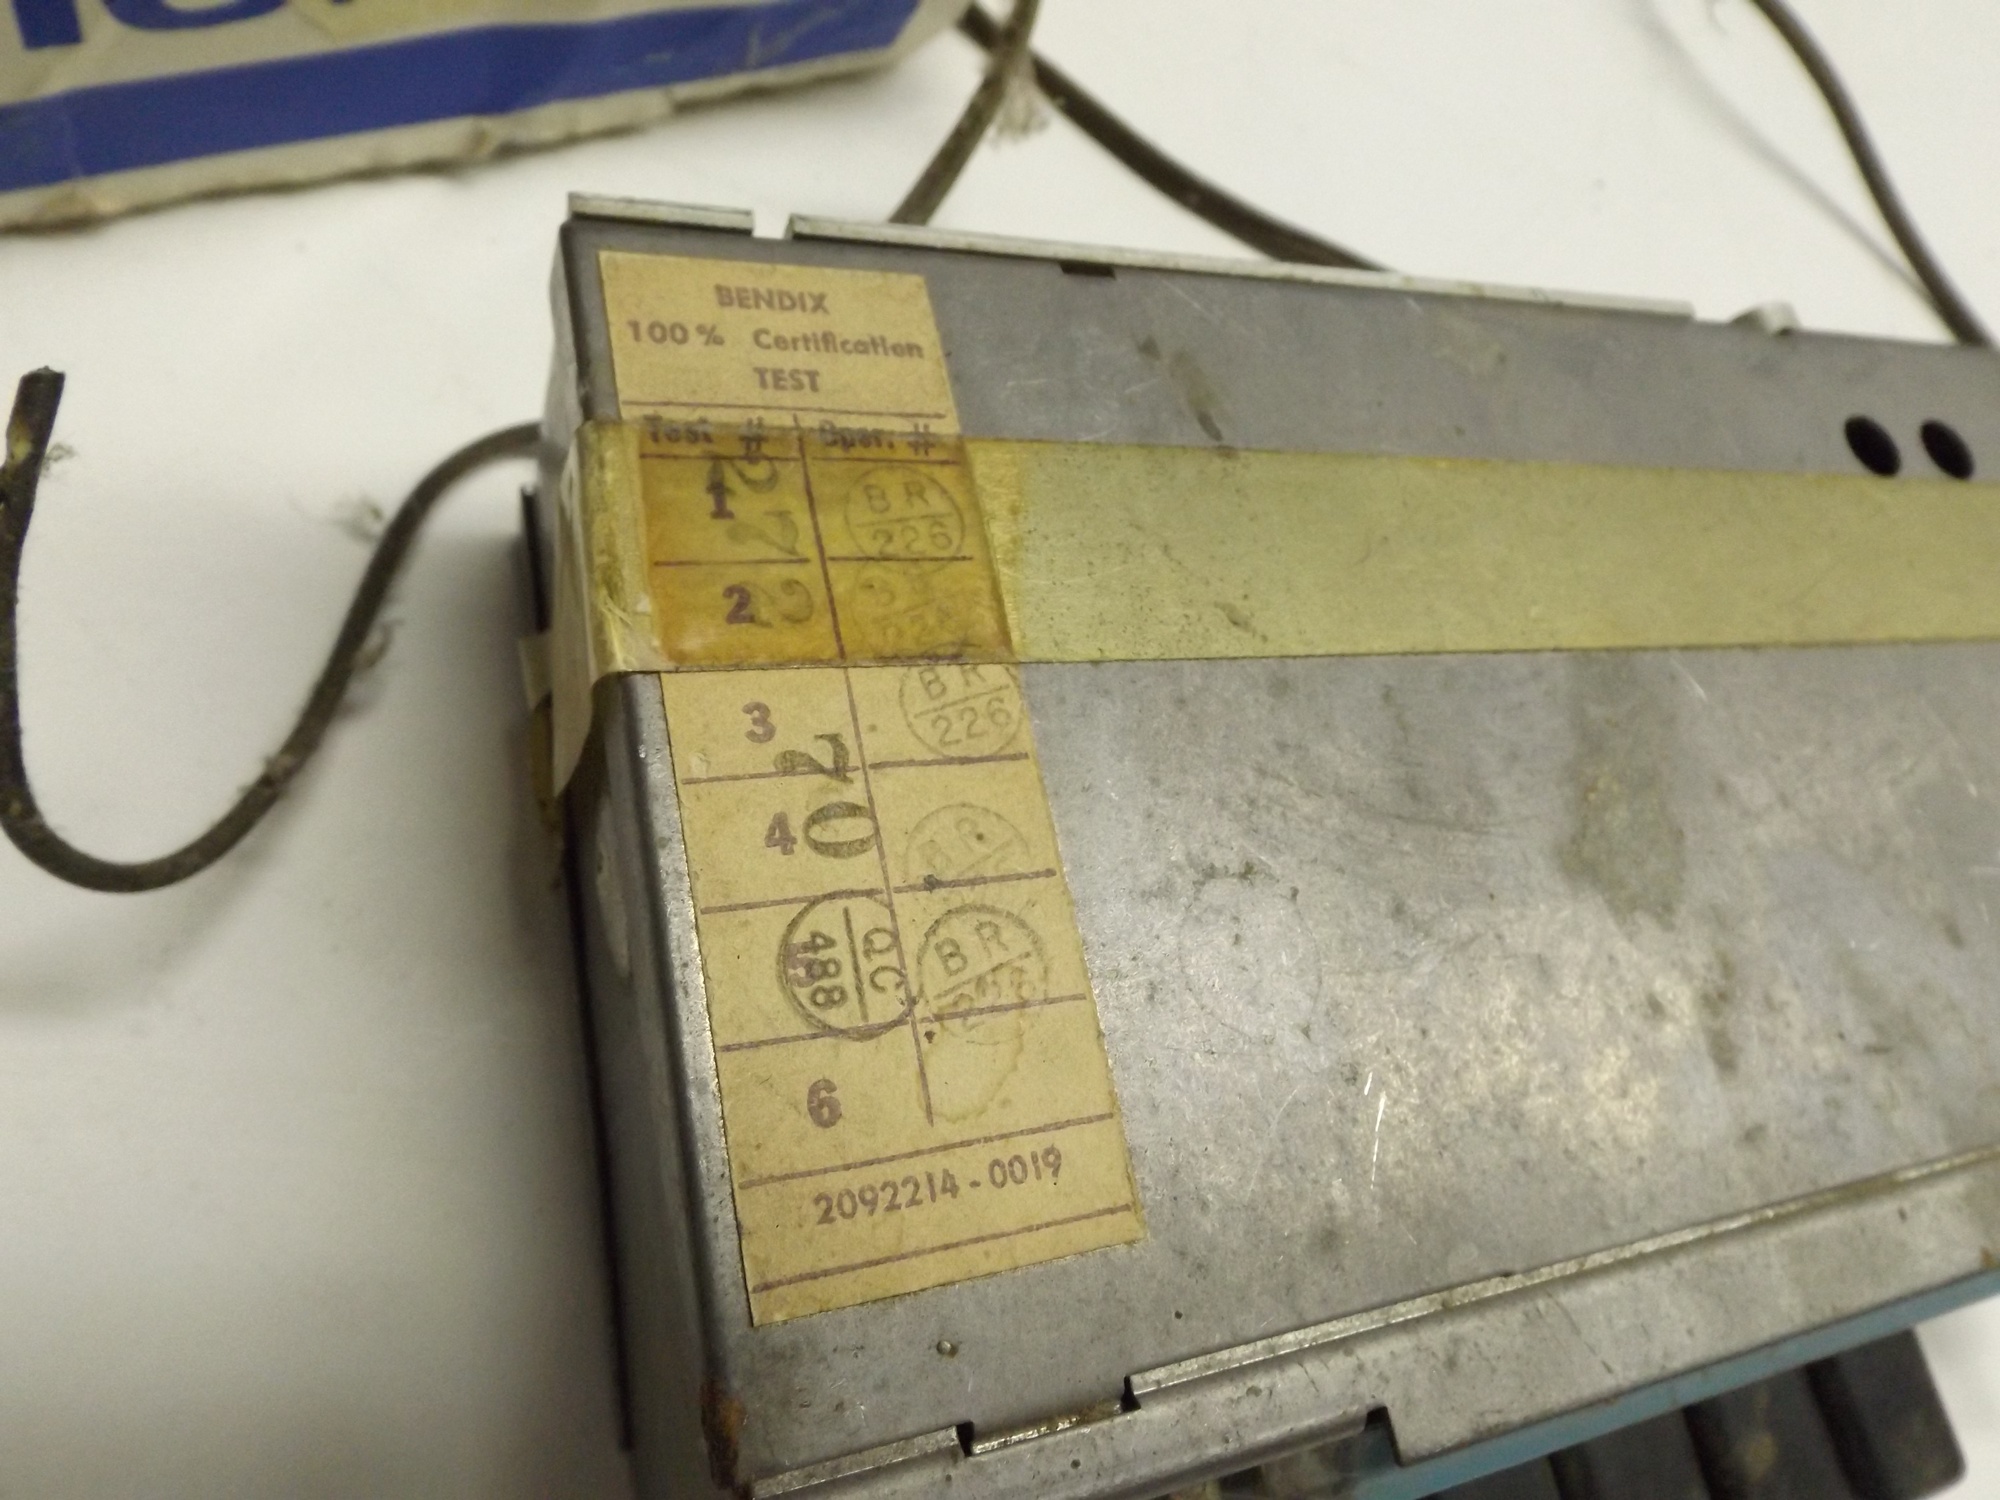 BENDIX
100% Certification
TEST
Test # Oper. #
1
BR
226
2
3
BR
226
70
4
BR
QC
488
BR
226
6
2092214-0019